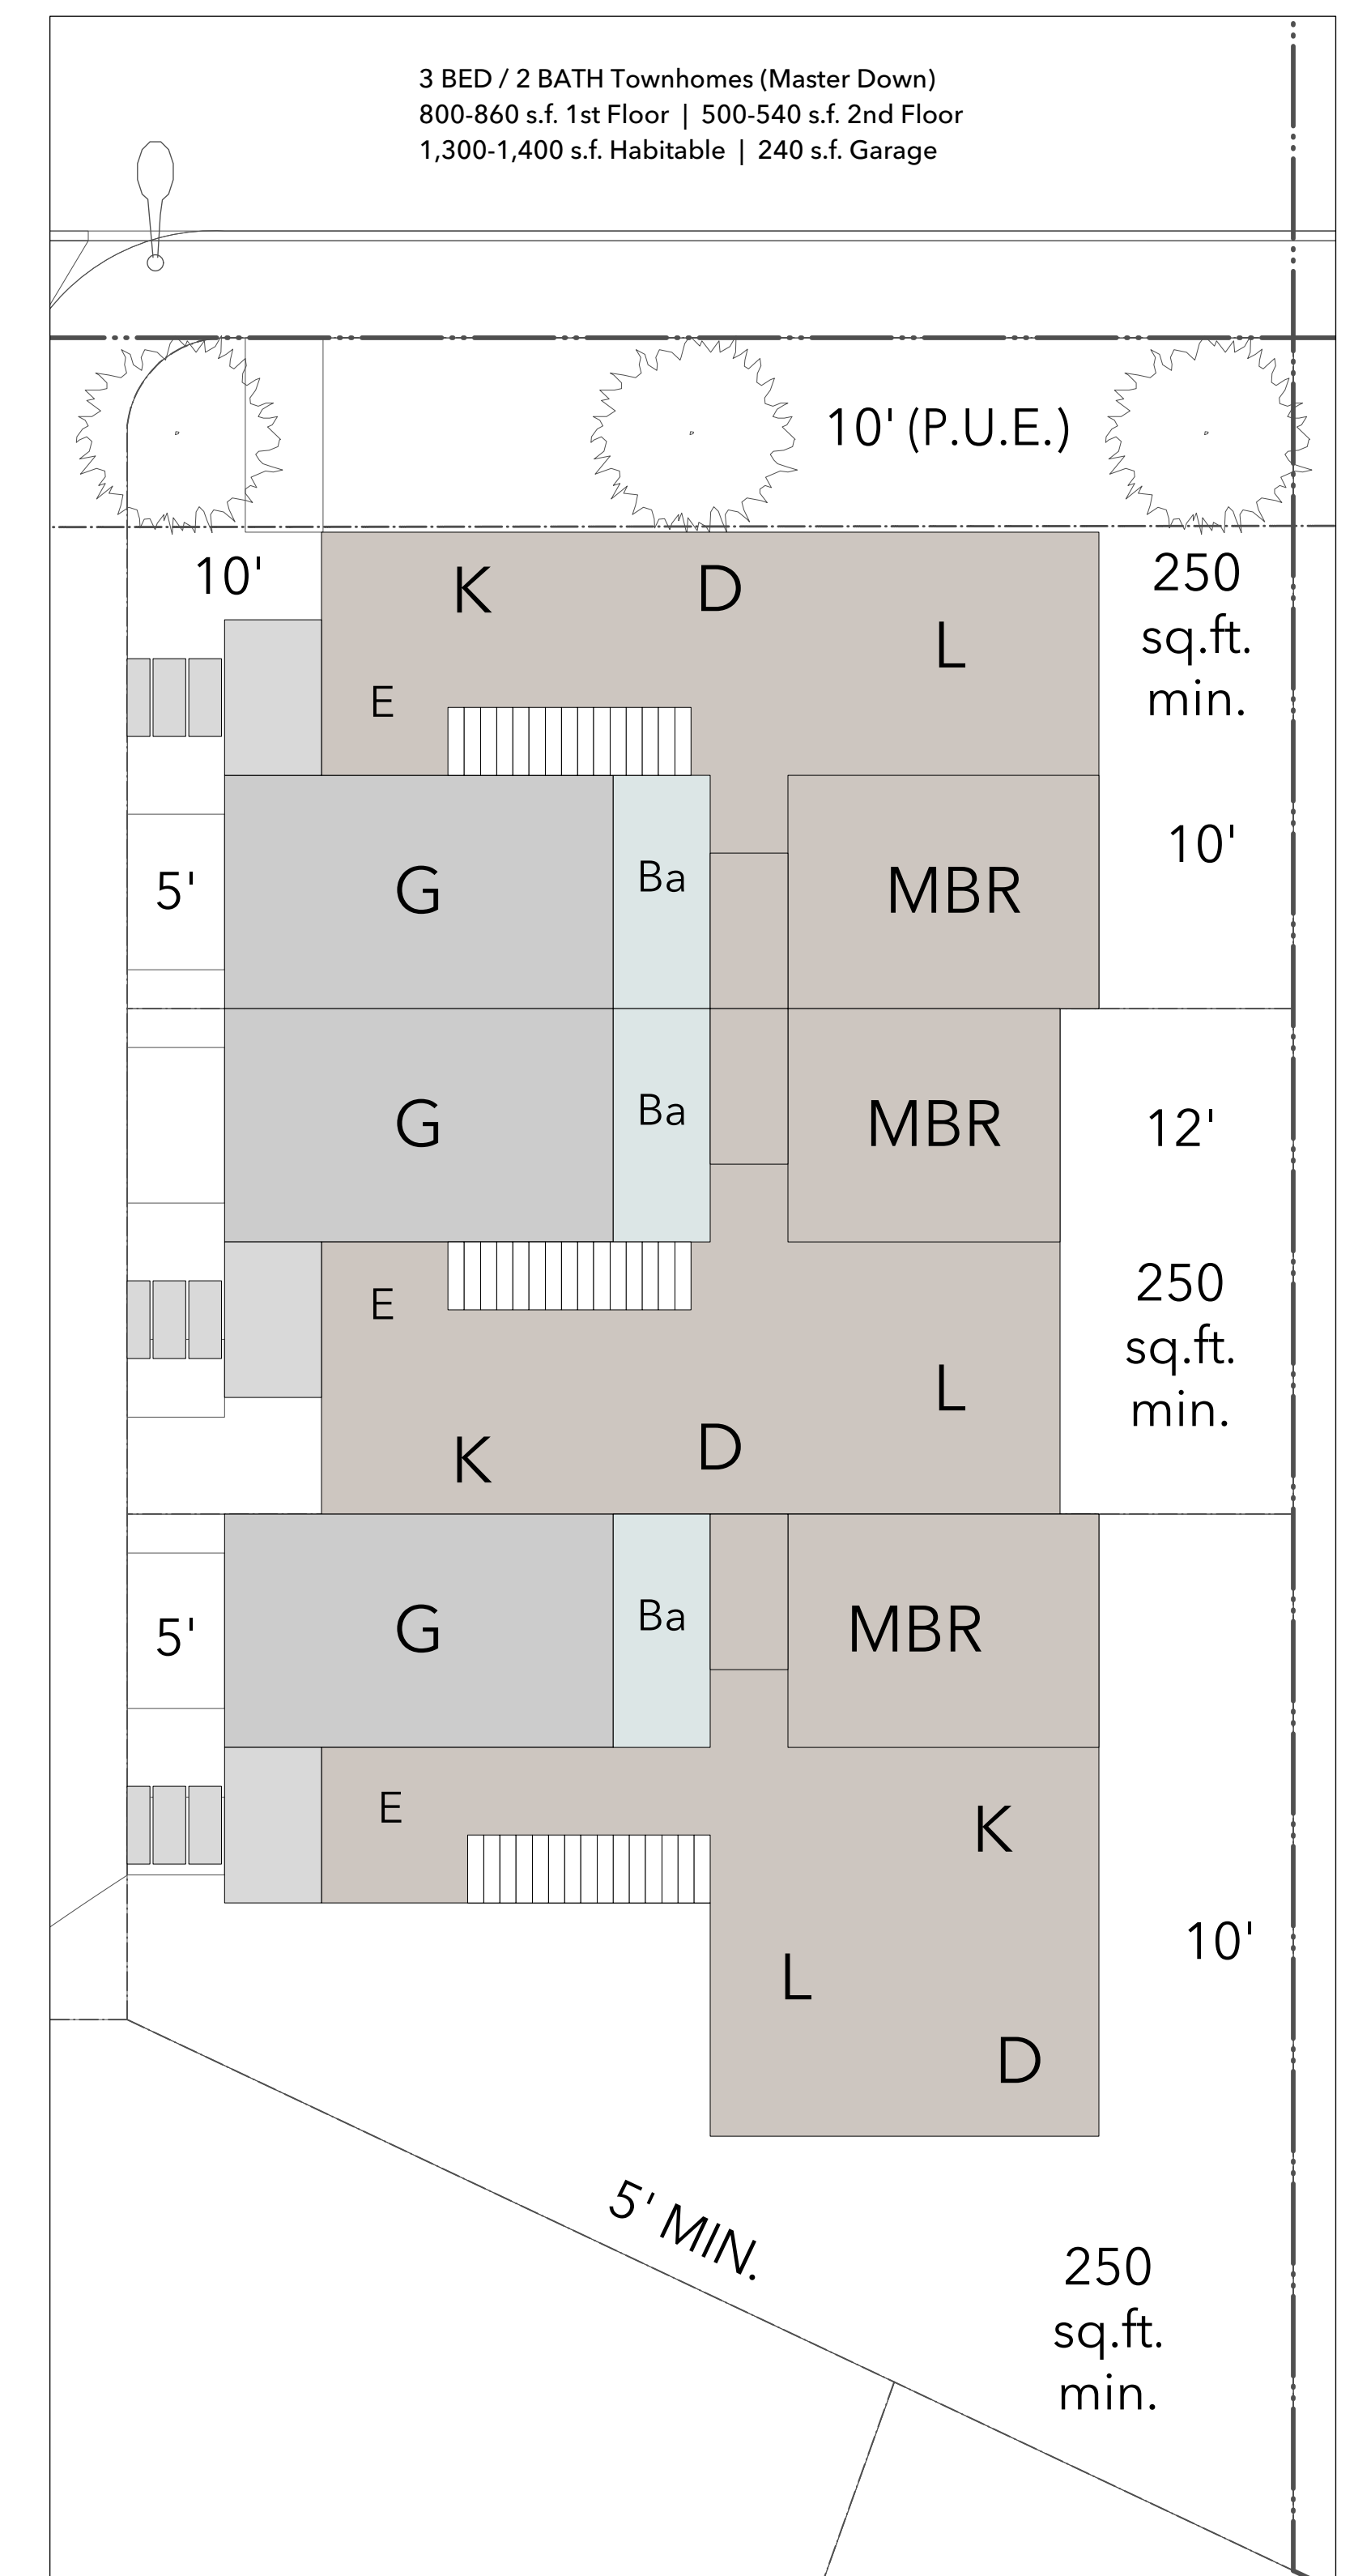 3 BED / 2 BATH Townhomes (Master Down)
800-860 s.f. 1st Floor | 500-540 s.f. 2nd Floor
1,300-1,400 s.f. Habitable | 240 s.f. Garage
10' (P.U.E.)
10'
K
D
L
E
250
sq.ft.
min.
5'
G
Ba
MBR
10'
G
Ba
MBR
12'
E
K
D
L
250
sq.ft.
min.
5'
G
Ba
MBR
E
K
L
D
10'
5' MIN.
250
sq.ft.
min.